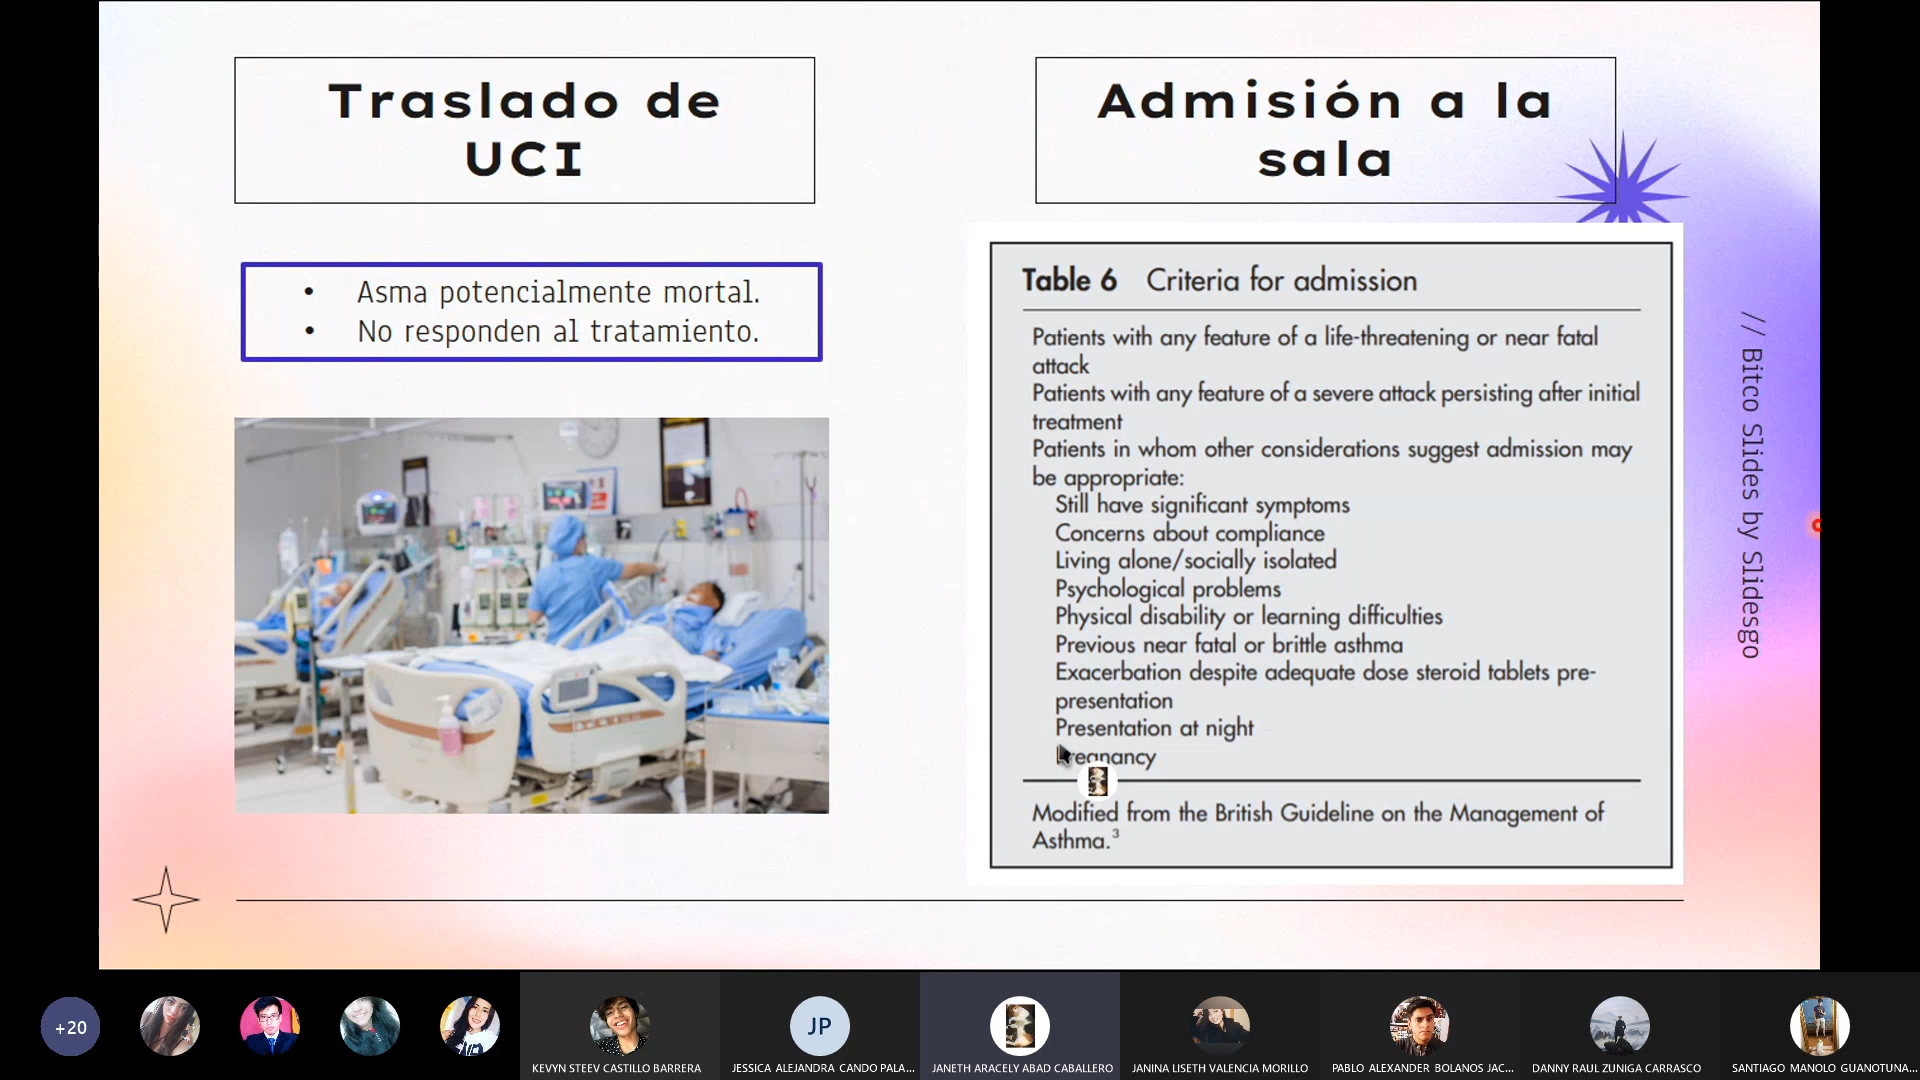 Traslado de
UCI
Admisión a la
sala
• Asma potencialmente mortal.
• No responden al tratamiento.
Table 6 Criteria for admission
Patients with any feature of a life-threatening or near fatal
attack
Patients with any feature of a severe attack persisting after initial
treatment
Patients in whom other considerations suggest admission may
be appropriate:
Still have significant symptoms
Concerns about compliance
Living alone/socially isolated
Psychological problems
Physical disability or learning difficulties
Previous near fatal or brittle asthma
Exacerbation despite adequate dose steroid tablets pre-
presentation
Presentation at night
Pregnancy
Modified from the British Guideline on the Management of
Asthma.³
// Bitco Slides by Slidesgo
+20
KEVYN STEEV CASTILLO BARRERA
JP
JESSICA ALEJANDRA CANDO PALA...
JANETH ARACELY ABAD CABALLERO
JANINA LISETH VALENCIA MORILLO
PABLO ALEXANDER BOLANOS JAC...
DANNY RAUL ZUNIGA CARRASCO
SANTIAGO MANOLO GUANOTUNA...